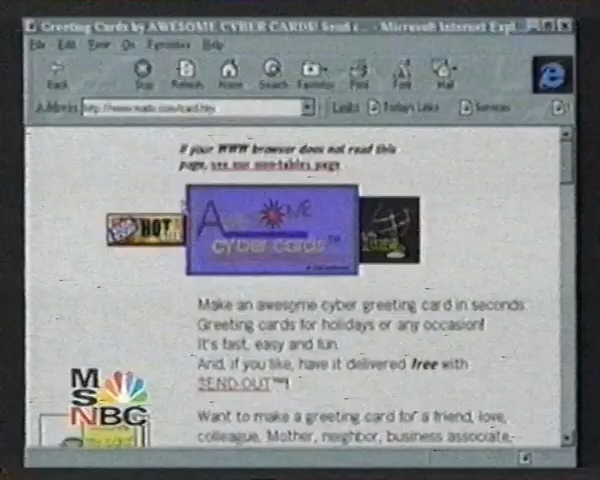 Greeting Cards by AWESOME CYBER CARDS! Send c... - Microsoft Internet Expl
File Edit View Go Favorites Help
Back Stop Refresh Home Search Favorites Print Font Mail
Address Links Today's Links Services
If your WWW browser does not read this
page, see our non-tables page
HOT
cyber cards™
Make an awesome cyber greeting card in seconds.
Greeting cards for holidays or any occasion!
It's fast, easy and fun.
And, if you like, have it delivered free with
SEND-OUT™!
MSNBC
Want to make a greeting card for a friend, love,
colleague, Mother, neighbor, business associate,